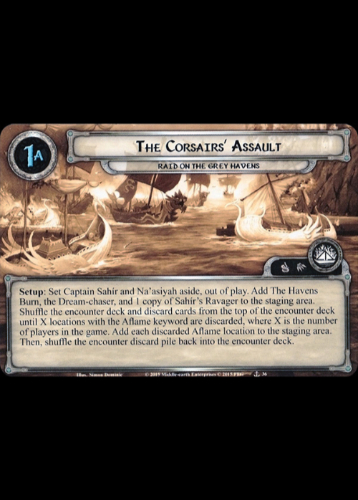 1A
THE CORSAIRS' ASSAULT
RAID ON THE GREY HAVENS
Setup: Set Captain Sahír and Na'asiyah aside, out of play. Add The Havens
Burn, the Dream-chaser, and 1 copy of Sahír's Ravager to the staging area.
Shuffle the encounter deck and discard cards from the top of the encounter deck
until X locations with the Aflame keyword are discarded, where X is the number
of players in the game. Add each discarded Aflame location to the staging area.
Then, shuffle the encounter discard pile back into the encounter deck.
Illus. Simon